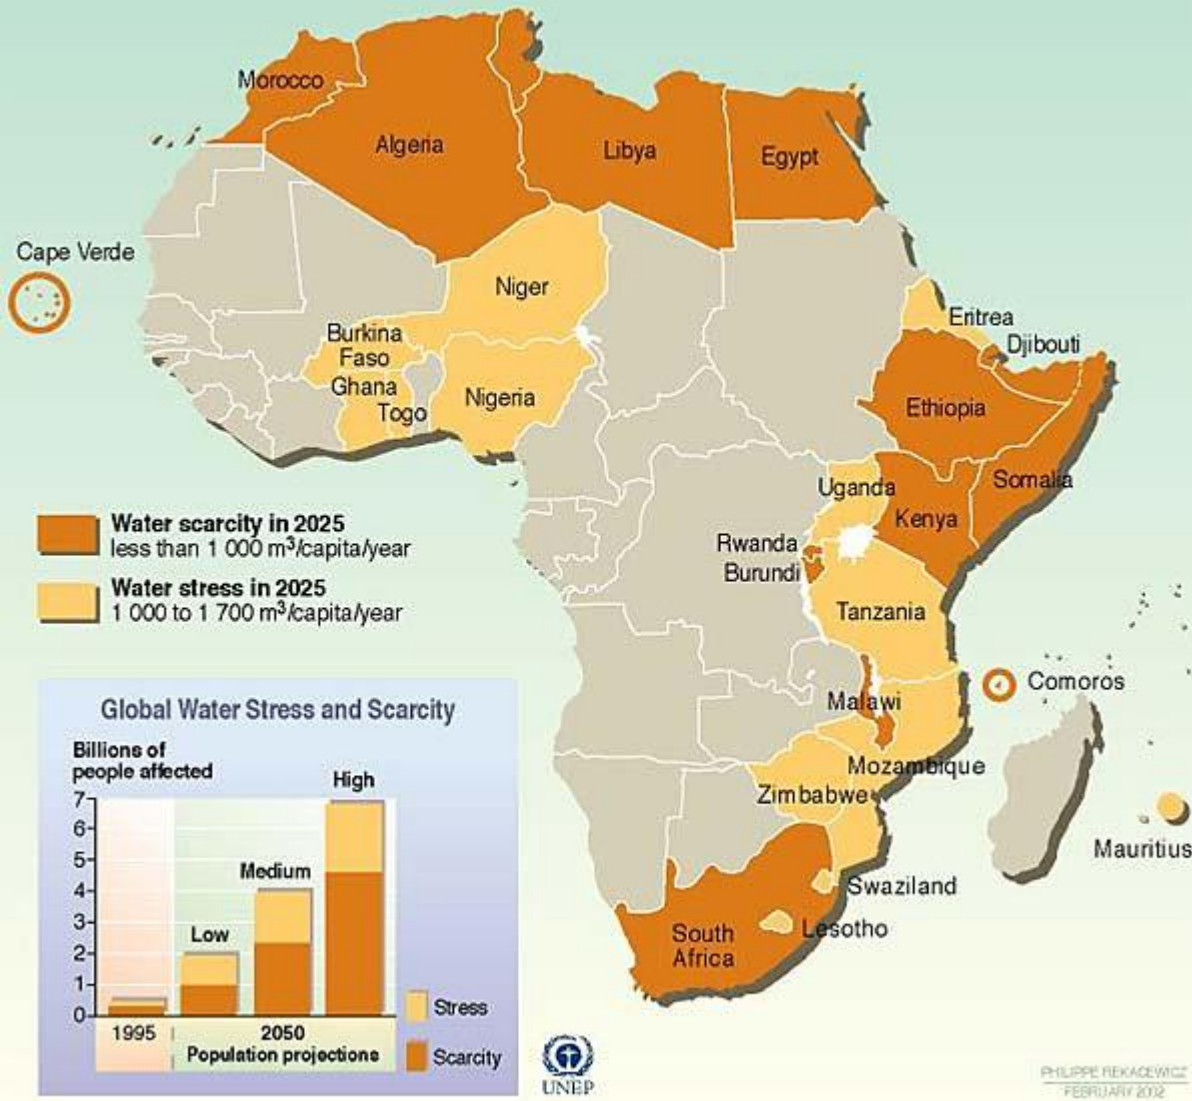 Morocco
Algeria
Libya
Egypt
Cape Verde
Niger
Eritrea
Burkina
Faso
Djibouti
Ghana
Togo
Nigeria
Ethiopia
Somalia
Uganda
Kenya
Water scarcity in 2025
less than 1 000 m³/capita/year
Rwanda
Burundi
Water stress in 2025
1 000 to 1 700 m³/capita/year
Tanzania
Comoros
Malawi
Mozambique
Zimbabwe
Mauritius
Swaziland
Lesotho
South
Africa
Global Water Stress and Scarcity
Billions of
people affected
High
7
6
5
Medium
4
3
Low
2
1
0
1995
2050
Population projections
Stress
Scarcity
UNEP
PHILIPPE REKACEWICZ
FEBRUARY 2002